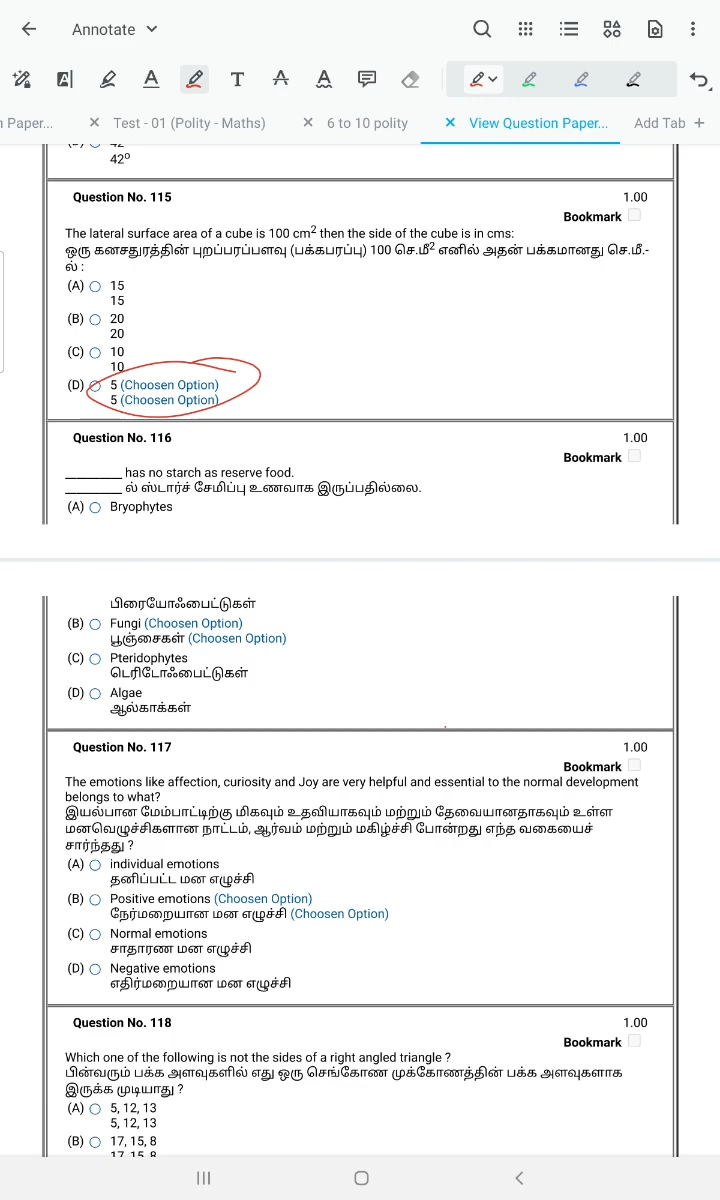 Annotate
n Paper...
Test - 01 (Polity - Maths)
6 to 10 polity
View Question Paper...
Add Tab +
42º
Question No. 115
1.00
Bookmark
The lateral surface area of a cube is 100 cm² then the side of the cube is in cms:
ஒரு கனசதுரத்தின் புறப்பரப்பளவு (பக்கபரப்பு) 100 செ.மீ² எனில் அதன் பக்கமானது செ.மீ.-
ல் :
(A) 15
15
(B) 20
20
(C) 10
10
(D) 5 (Choosen Option)
5 (Choosen Option)
Question No. 116
1.00
Bookmark
_________ has no starch as reserve food.
_________ ல் ஸ்டார்ச் சேமிப்பு உணவாக இருப்பதில்லை.
(A) Bryophytes
பிரையோஃபைட்டுகள்
(B) Fungi (Choosen Option)
பூஞ்சைகள் (Choosen Option)
(C) Pteridophytes
டெரிடோஃபைட்டுகள்
(D) Algae
ஆல்காக்கள்
Question No. 117
1.00
Bookmark
The emotions like affection, curiosity and Joy are very helpful and essential to the normal development
belongs to what?
இயல்பான மேம்பாட்டிற்கு மிகவும் உதவியாகவும் மற்றும் தேவையானதாகவும் உள்ள
மனவெழுச்சிகளான நாட்டம், ஆர்வம் மற்றும் மகிழ்ச்சி போன்றது எந்த வகையைச்
சார்ந்தது ?
(A) individual emotions
தனிப்பட்ட மன எழுச்சி
(B) Positive emotions (Choosen Option)
நேர்மறையான மன எழுச்சி (Choosen Option)
(C) Normal emotions
சாதாரண மன எழுச்சி
(D) Negative emotions
எதிர்மறையான மன எழுச்சி
Question No. 118
1.00
Bookmark
Which one of the following is not the sides of a right angled triangle ?
பின்வரும் பக்க அளவுகளில் எது ஒரு செங்கோண முக்கோணத்தின் பக்க அளவுகளாக
இருக்க முடியாது ?
(A) 5, 12, 13
5, 12, 13
(B) 17, 15, 8
17, 15, 8